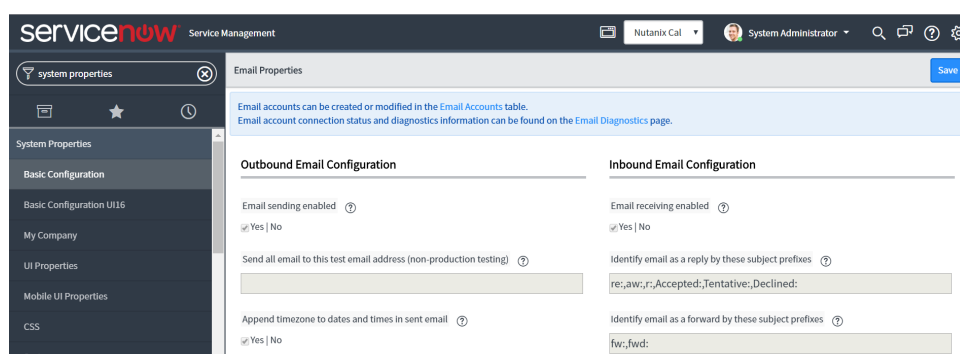 servicenow Service Management
Nutanix Cal
System Administrator
system properties
Email Properties
Save
Email accounts can be created or modified in the Email Accounts table.
Email account connection status and diagnostics information can be found on the Email Diagnostics page.
System Properties
Basic Configuration
Basic Configuration UI16
My Company
UI Properties
Mobile UI Properties
CSS
Outbound Email Configuration
Email sending enabled
Yes | No
Send all email to this test email address (non-production testing)
Append timezone to dates and times in sent email
Yes | No
Inbound Email Configuration
Email receiving enabled
Yes | No
Identify email as a reply by these subject prefixes
re:,aw:,r:,Accepted:,Tentative:,Declined:
Identify email as a forward by these subject prefixes
fw:,fwd: